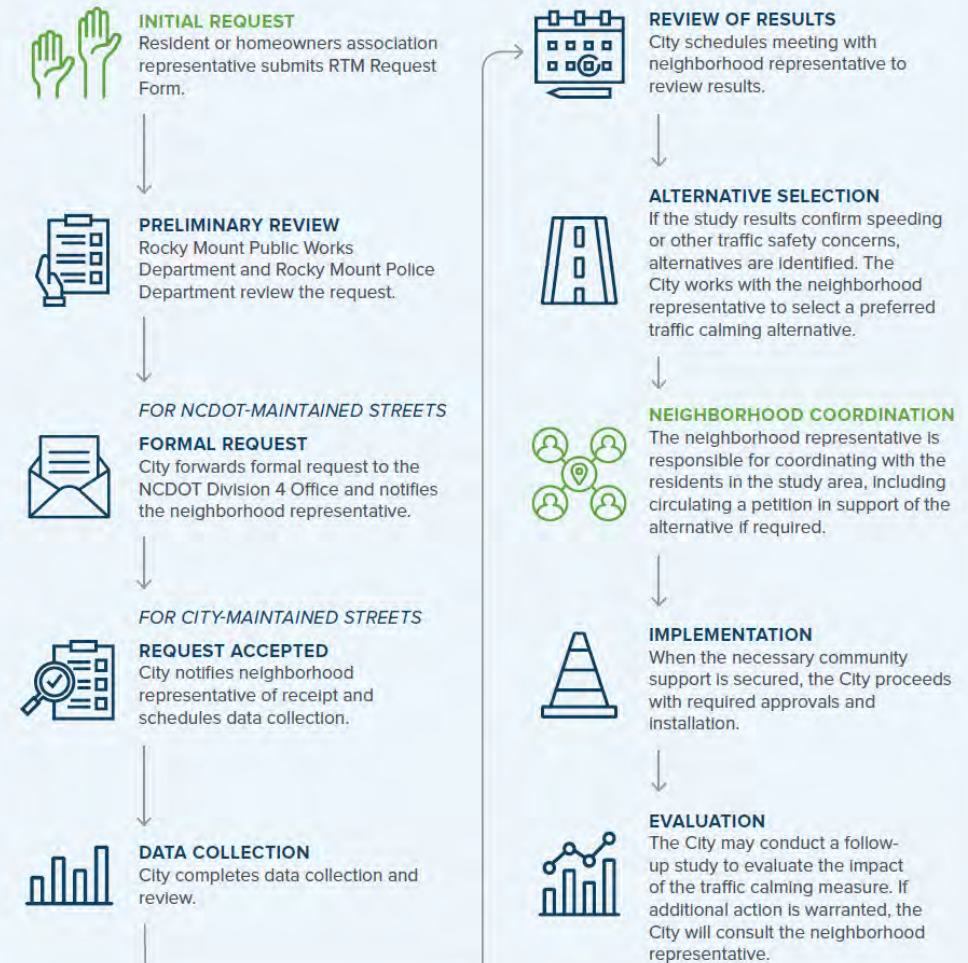 INITIAL REQUEST
Resident or homeowners association
representative submits RTM Request
Form.
PRELIMINARY REVIEW
Rocky Mount Public Works
Department and Rocky Mount Police
Department review the request.
FOR NCDOT-MAINTAINED STREETS
FORMAL REQUEST
City forwards formal request to the
NCDOT Division 4 Office and notifies
the neighborhood representative.
FOR CITY-MAINTAINED STREETS
REQUEST ACCEPTED
City notifies neighborhood
representative of receipt and
schedules data collection.
DATA COLLECTION
City completes data collection and
review.
REVIEW OF RESULTS
City schedules meeting with
neighborhood representative to
review results.
ALTERNATIVE SELECTION
If the study results confirm speeding
or other traffic safety concerns,
alternatives are identified. The
City works with the neighborhood
representative to select a preferred
traffic calming alternative.
NEIGHBORHOOD COORDINATION
The neighborhood representative is
responsible for coordinating with the
residents in the study area, including
circulating a petition in support of the
alternative if required.
IMPLEMENTATION
When the necessary community
support is secured, the City proceeds
with required approvals and
installation.
EVALUATION
The City may conduct a follow-
up study to evaluate the impact
of the traffic calming measure. If
additional action is warranted, the
City will consult the neighborhood
representative.